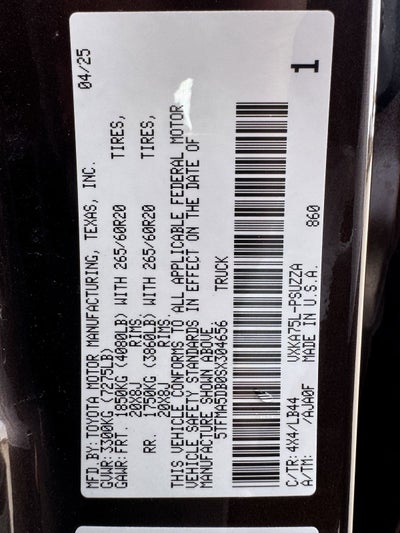 MFD.BY:TOYOTA MOTOR MANUFACTURING, TEXAS, INC. 04/25
GVWR:3300KG (7275LB)
GAWR:FRT. 1850KG (4080LB) WITH 265/60R20 TIRES,
20X8J RIMS
RR. 1750KG (3860LB) WITH 265/60R20 TIRES,
20X8J RIMS.
THIS VEHICLE CONFORMS TO ALL APPLICABLE FEDERAL MOTOR
VEHICLE SAFETY STANDARDS IN EFFECT ON THE DATE OF
MANUFACTURE SHOWN ABOVE.
5TFMA5DB0SX304656 TRUCK
C/TR:4X4/LB44 VXKA75L-PSUZZA 860
A/TM: /AJA0F MADE IN U.S.A.
1